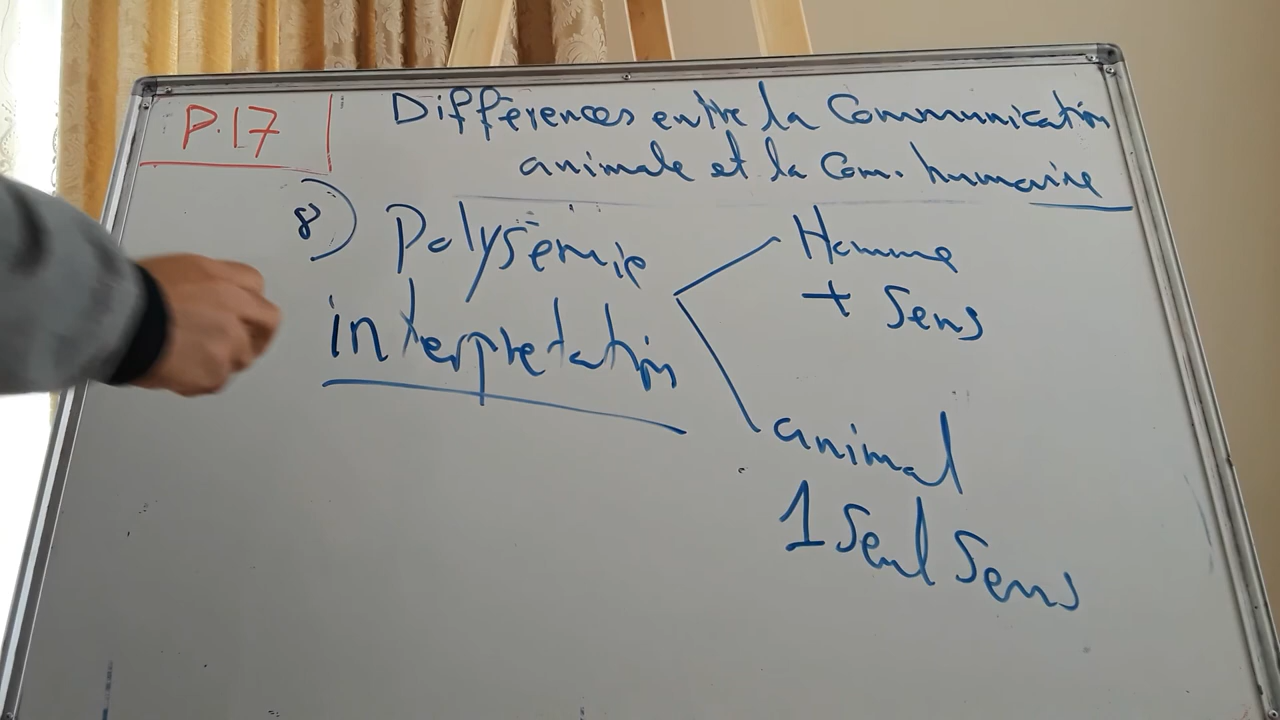 P.17
Différences entre la Communication
animale et la Com. humaine
8) Polysémie
interprétation
Homme
+ Sens
animal
1 Seul Sens